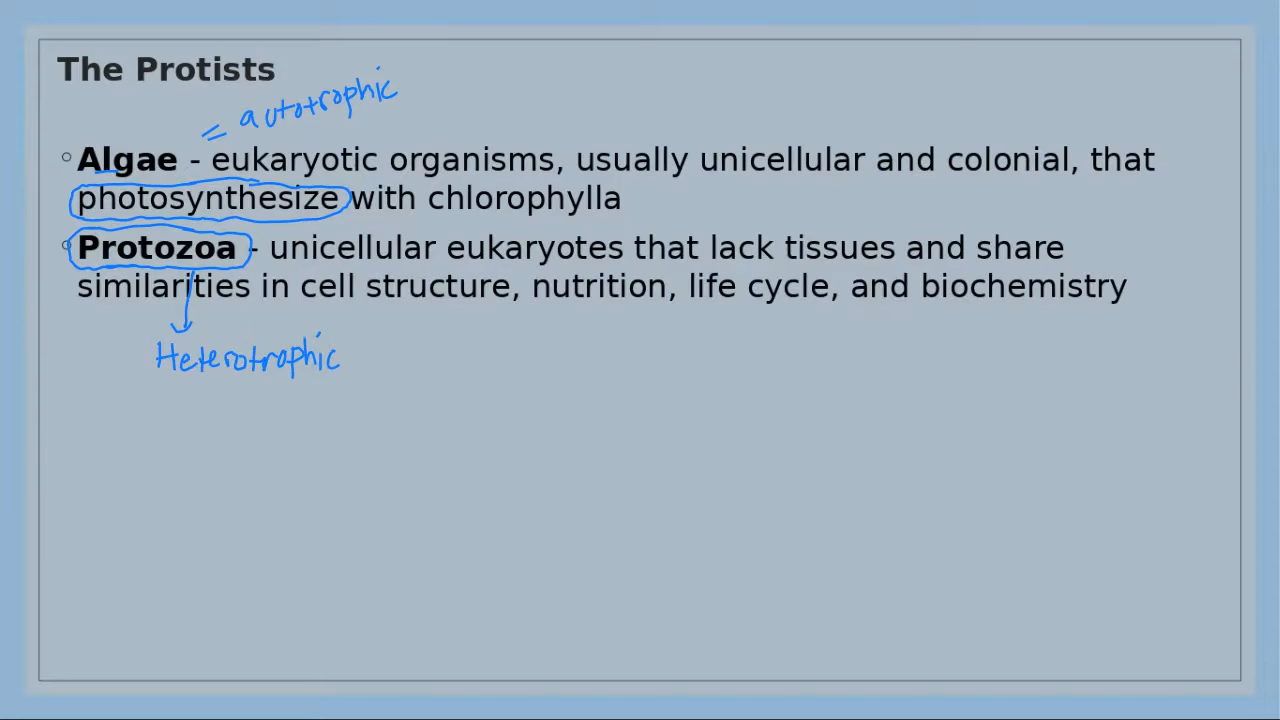 The Protists
= autotrophic
Algae - eukaryotic organisms, usually unicellular and colonial, that
photosynthesize with chlorophylla
Protozoa - unicellular eukaryotes that lack tissues and share
similarities in cell structure, nutrition, life cycle, and biochemistry
Heterotrophic